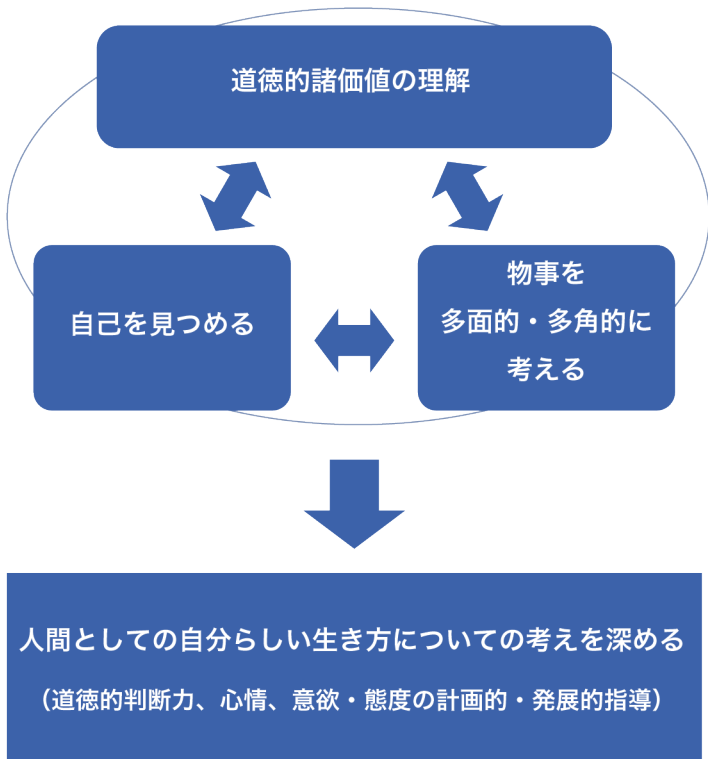 道徳的諸価値の理解
自己を見つめる
物事を
多面的・多角的に
考える
人間としての自分らしい生き方についての考えを深める
（道徳的判断力、心情、意欲・態度の計画的・発展的指導）